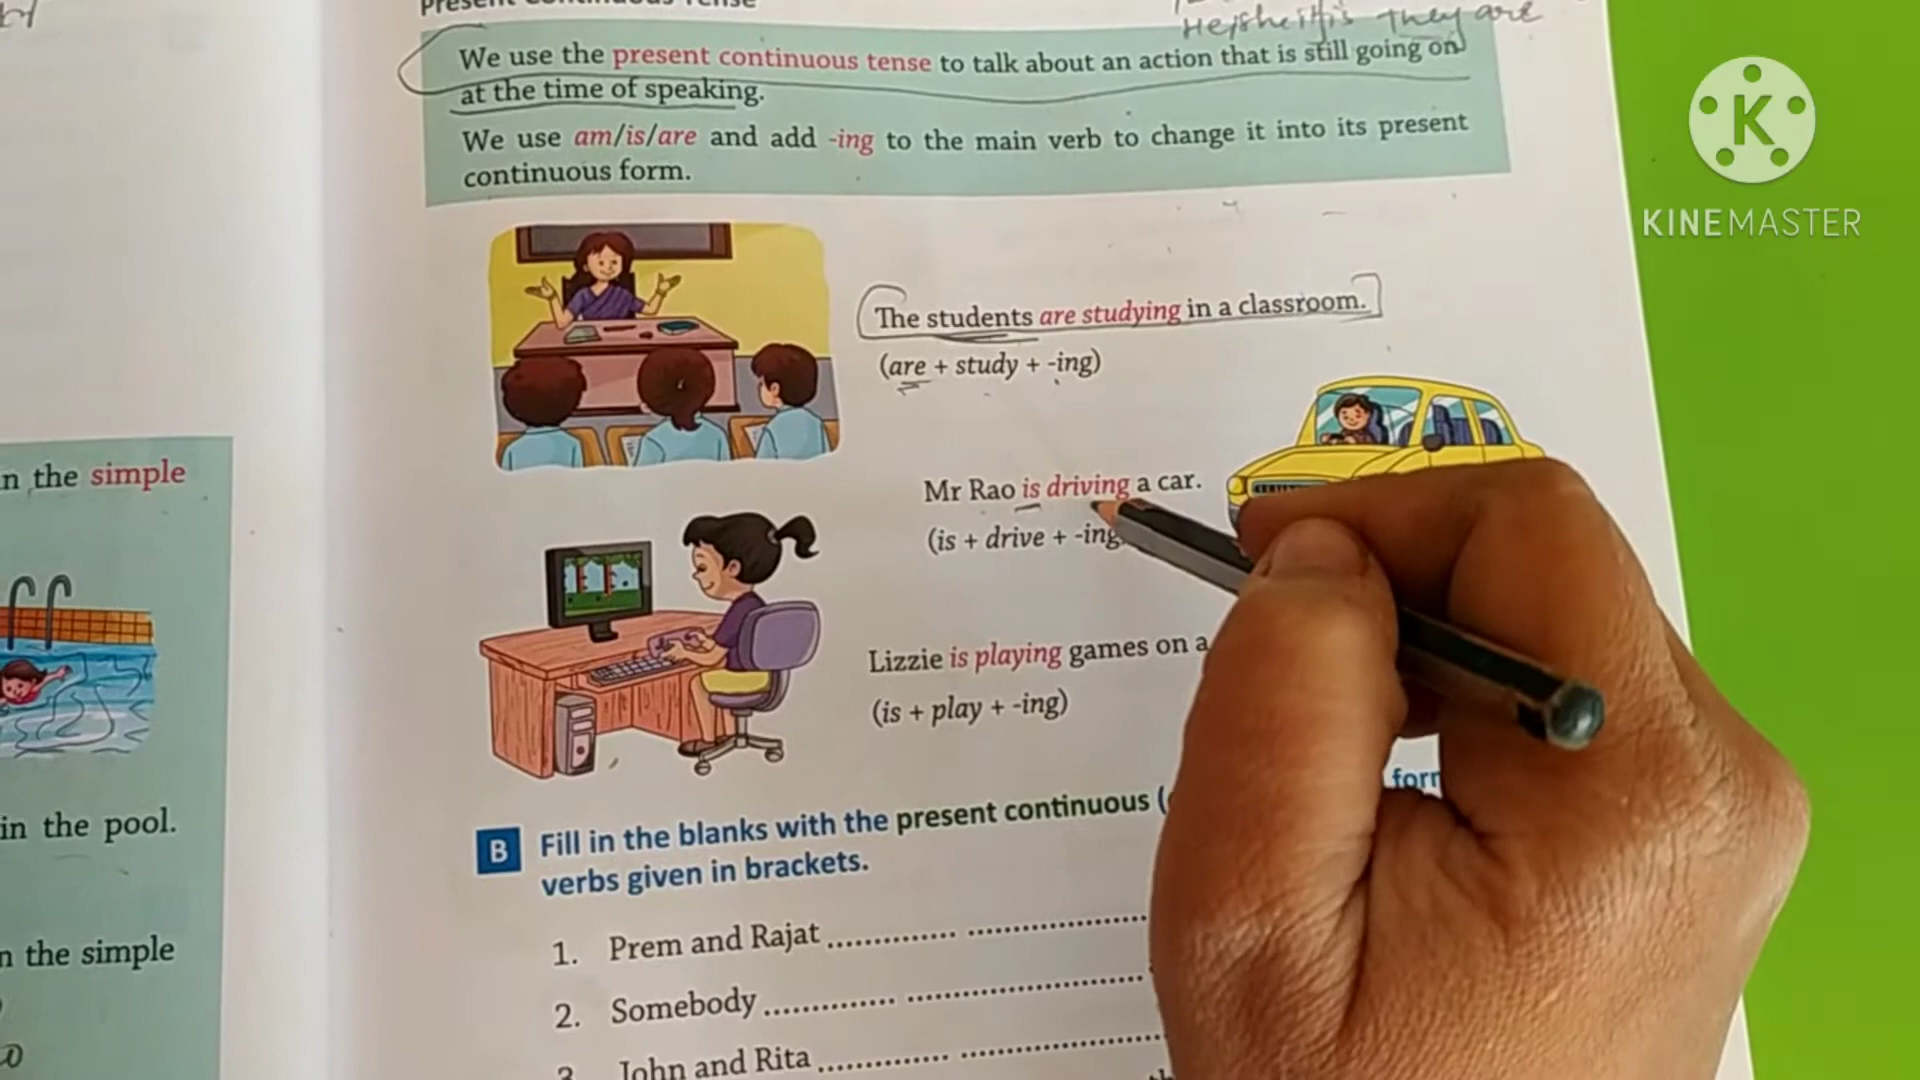 Present Continuous Tense
He/she it is They are
We use the present continuous tense to talk about an action that is still going on
at the time of speaking.
We use am/is/are and add -ing to the main verb to change it into its present
continuous form.
KINEMASTER
The students are studying in a classroom.
(are + study + -ing)
n the simple
Mr Rao is driving a car.
(is + drive + -ing
Lizzie is playing games on a
(is + play + -ing)
in the pool.
n the simple
B Fill in the blanks with the present continuous ( form
verbs given in brackets.
1. Prem and Rajat .............. ....................
2. Somebody .............. ..........................
3. John and Rita .............. ....................